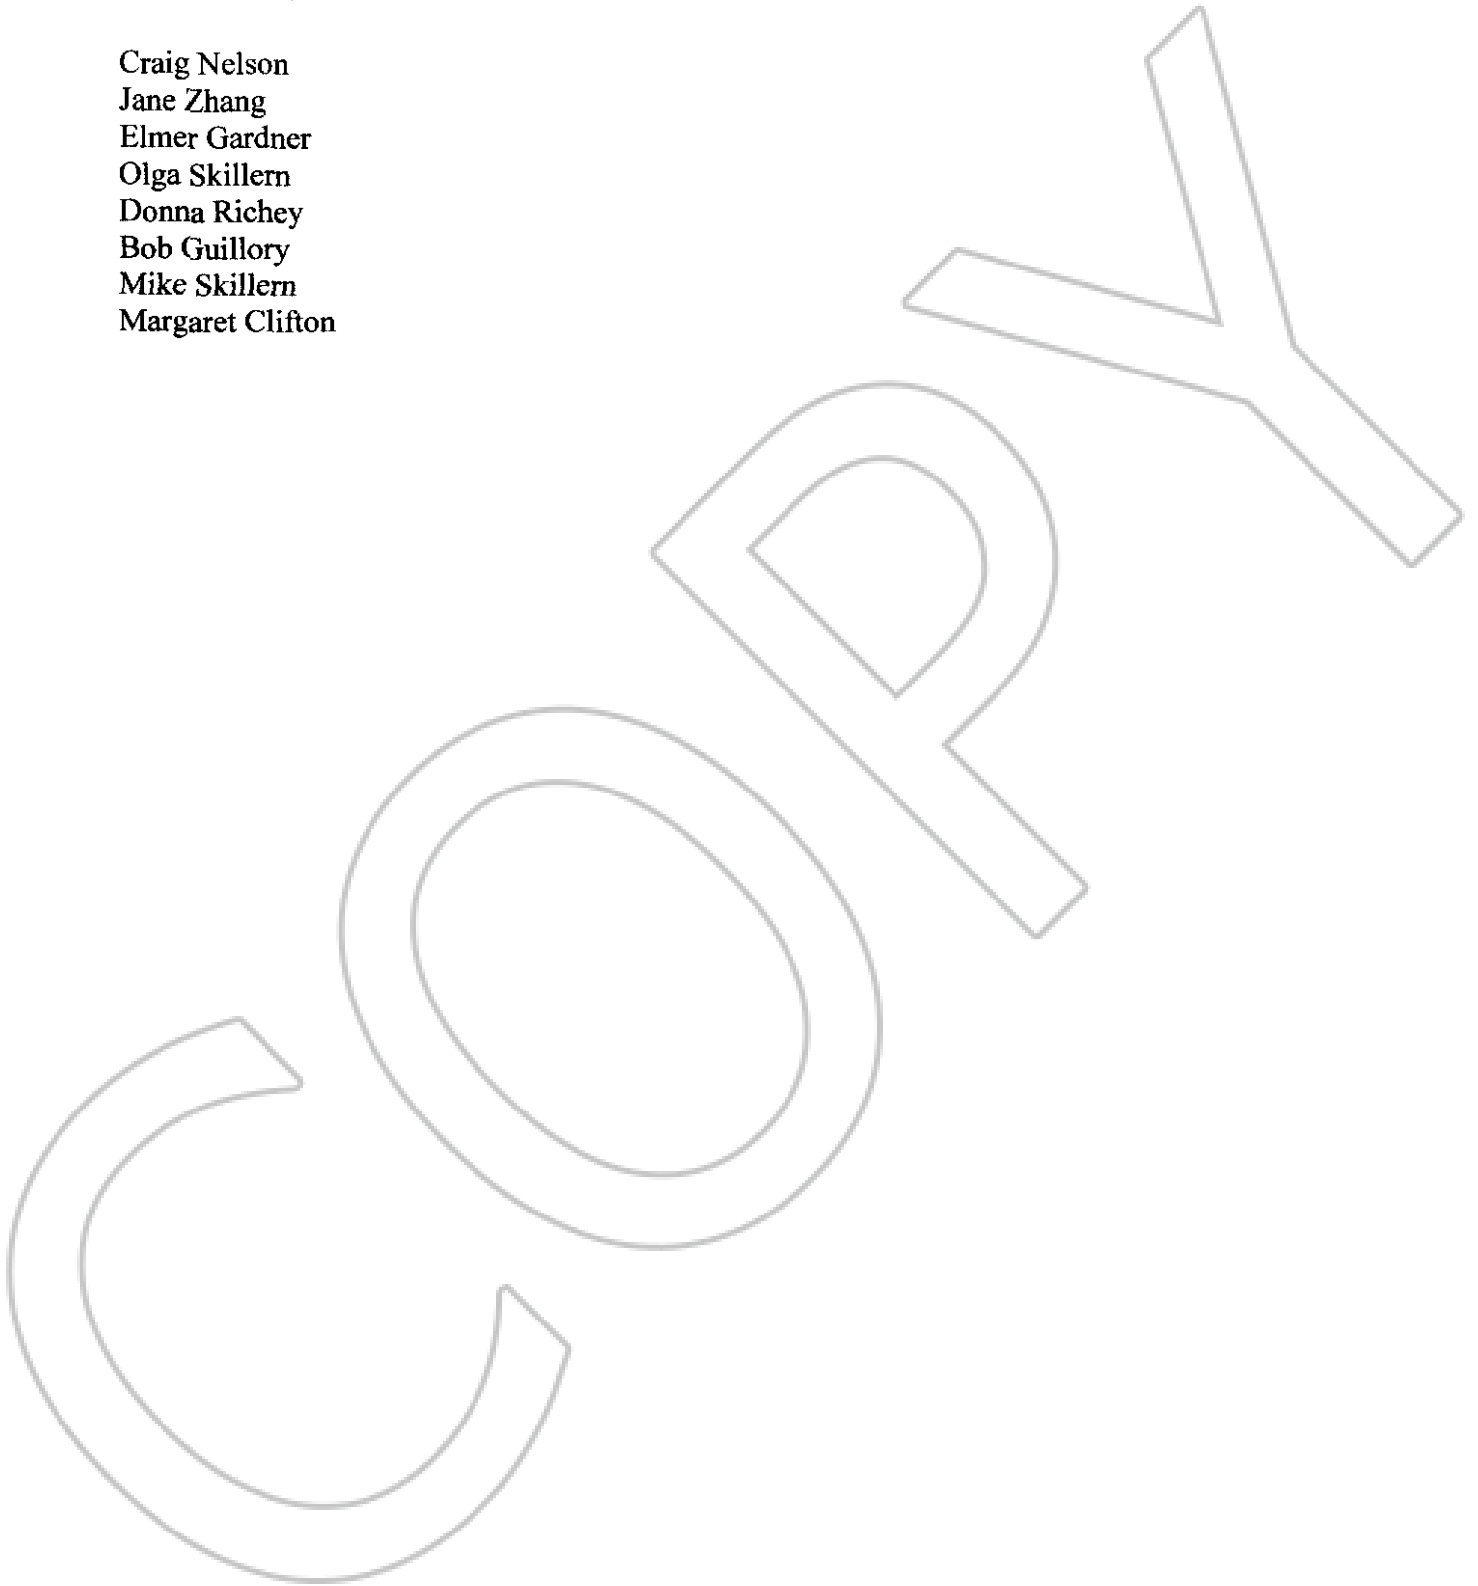 Craig Nelson
Jane Zhang
Elmer Gardner
Olga Skillern
Donna Richey
Bob Guillory
Mike Skillern
Margaret Clifton
COPY